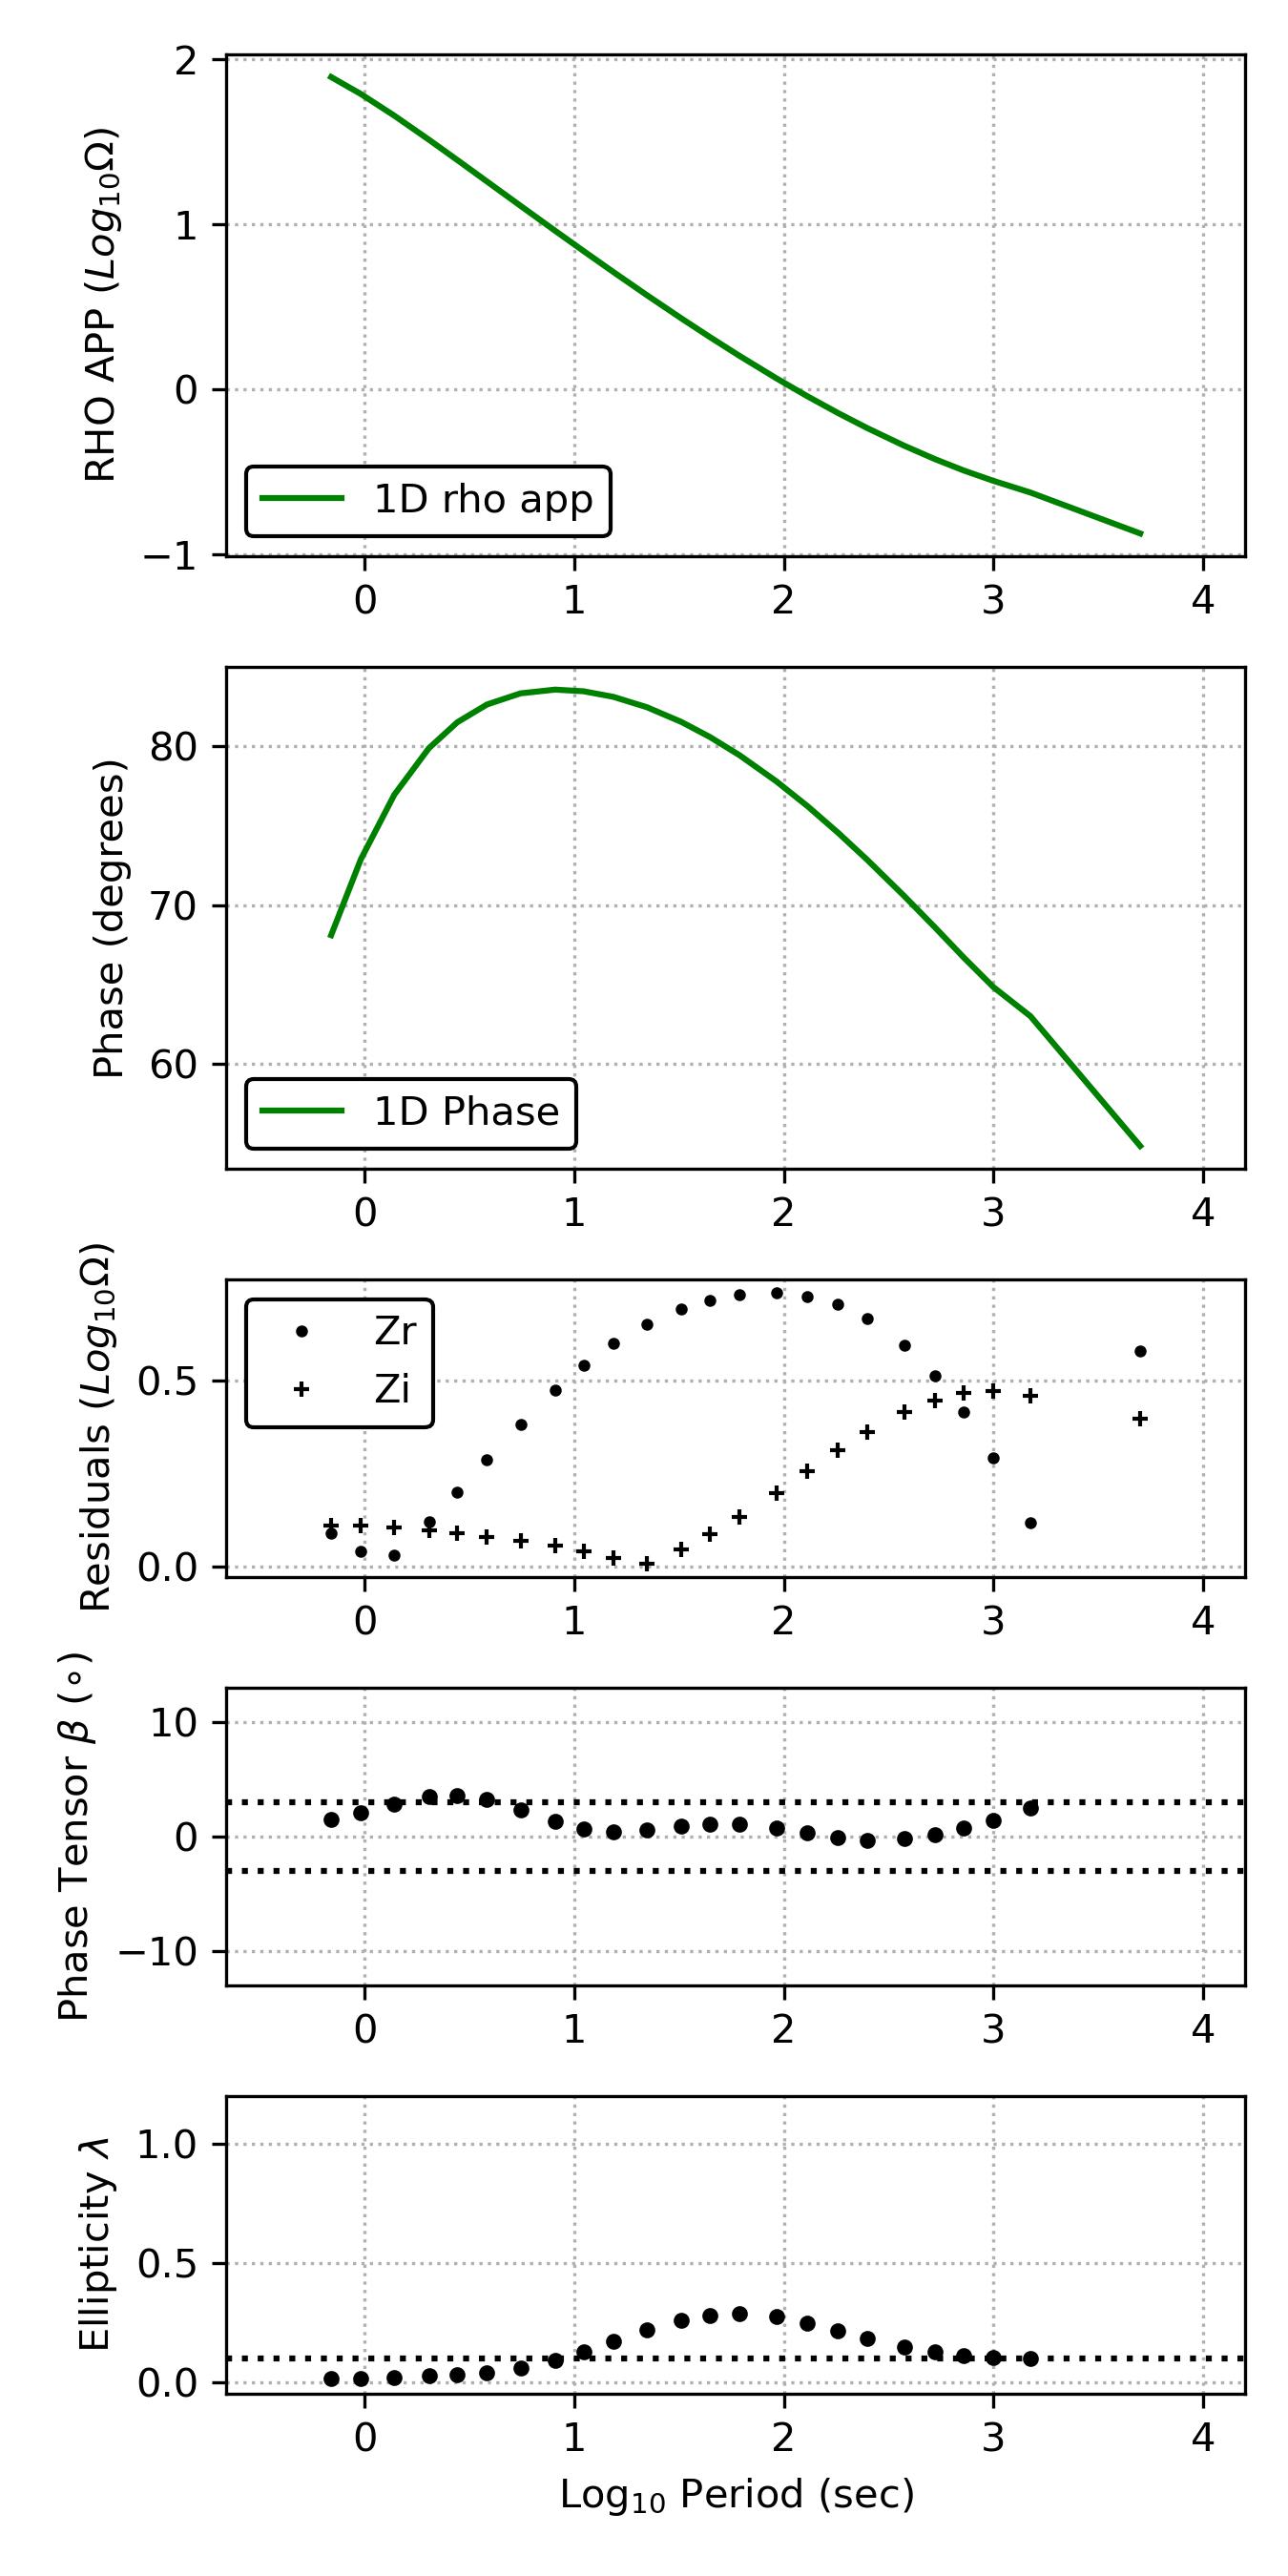 RHO APP (Log₁₀Ω)
2
1
0
−1
1D rho app
0 1 2 3 4
Phase (degrees)
80
70
60
1D Phase
0 1 2 3 4
Residuals (Log₁₀Ω)
0.5
0.0
Zr
Zi
0 1 2 3 4
Phase Tensor β (∘)
10
0
−10
0 1 2 3 4
Ellipticity λ
1.0
0.5
0.0
0 1 2 3 4
Log₁₀ Period (sec)